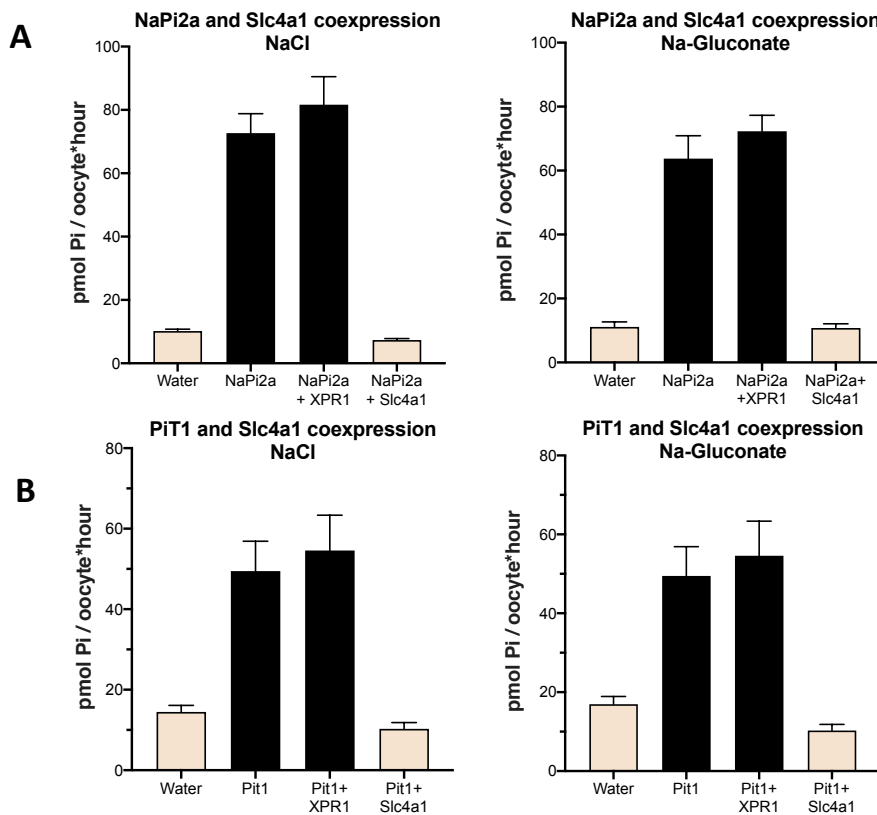 A
NaPi2a and Slc4a1 coexpression
NaCl
pmol Pi / oocyte*hour
100
80
60
40
20
0
Water
NaPi2a
NaPi2a
+ XPR1
NaPi2a
+ Slc4a1
NaPi2a and Slc4a1 coexpression
Na-Gluconate
pmol Pi / oocyte*hour
100
80
60
40
20
0
Water
NaPi2a
NaPi2a
+XPR1
NaPi2a+
Slc4a1
B
PiT1 and Slc4a1 coexpression
NaCl
pmol Pi / oocyte*hour
80
60
40
20
0
Water
Pit1
Pit1+
XPR1
Pit1+
Slc4a1
PiT1 and Slc4a1 coexpression
Na-Gluconate
pmol Pi / oocyte*hour
80
60
40
20
0
Water
Pit1
Pit1+
XPR1
Pit1+
Slc4a1